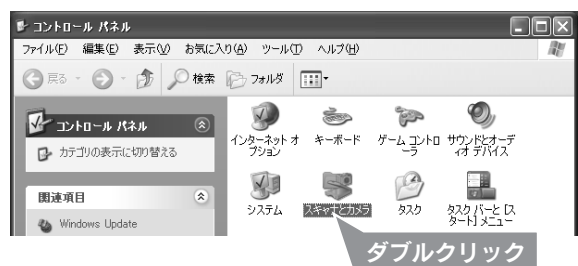 コントロール パネル
ファイル(F) 編集(E) 表示(V) お気に入り(A) ツール(T) ヘルプ(H)
戻る 検索 フォルダ
コントロール パネル
カテゴリの表示に切り替える
関連項目
Windows Update
インターネット オ
プション
キーボード
ゲーム コントロ
ーラ
サウンドとオーデ
ィオ デバイス
システム
スキャナとカメラ
タスク
タスク バーと [ス
タート] メニュー
ダブルクリック